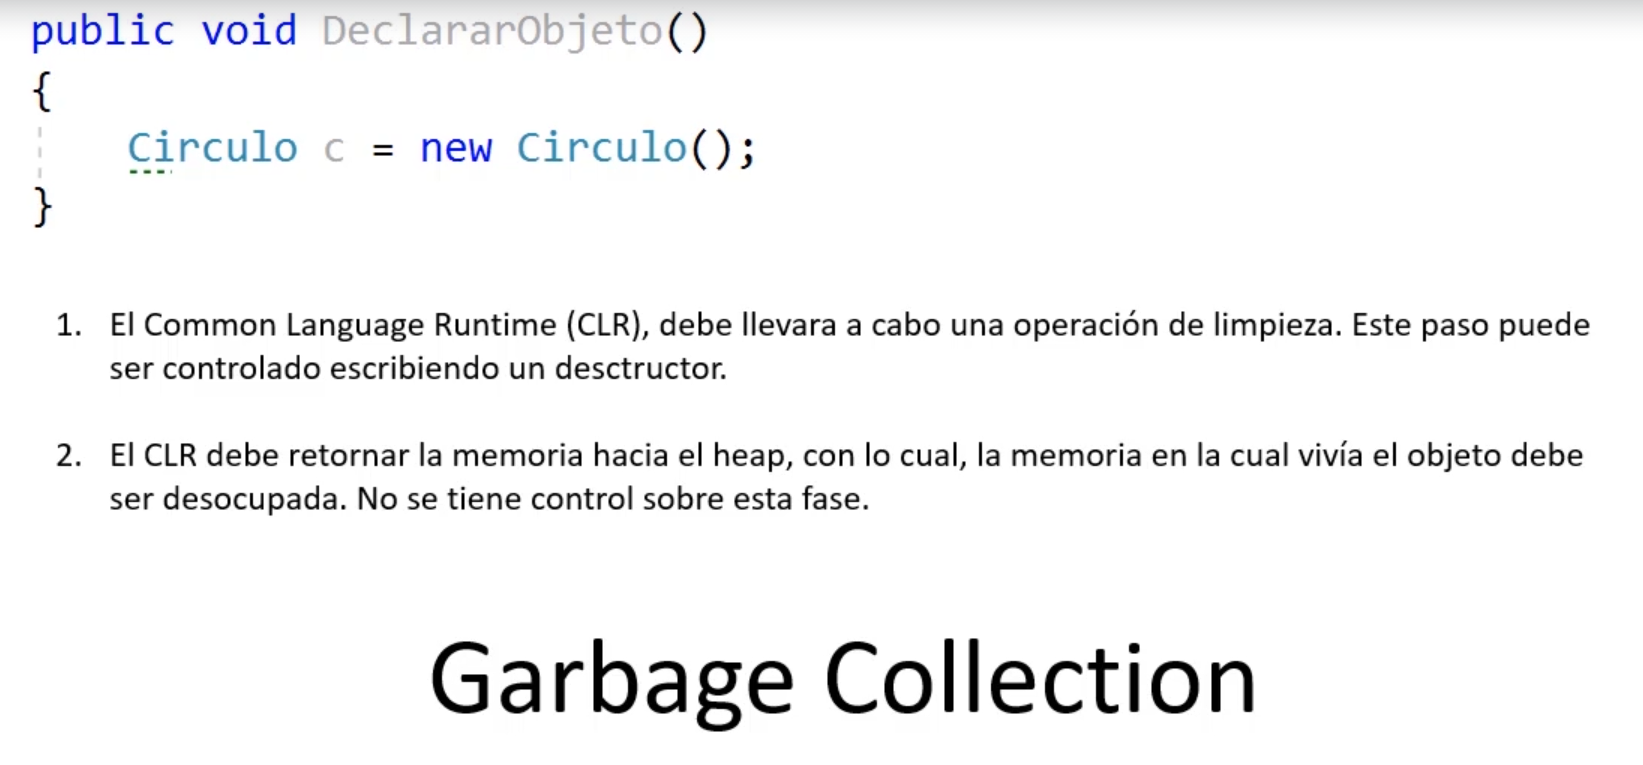 public void DeclararObjeto()
{
Circulo c = new Circulo();
}
1. El Common Language Runtime (CLR), debe llevara a cabo una operación de limpieza. Este paso puede
ser controlado escribiendo un desctructor.
2. El CLR debe retornar la memoria hacia el heap, con lo cual, la memoria en la cual vivía el objeto debe
ser desocupada. No se tiene control sobre esta fase.
Garbage Collection